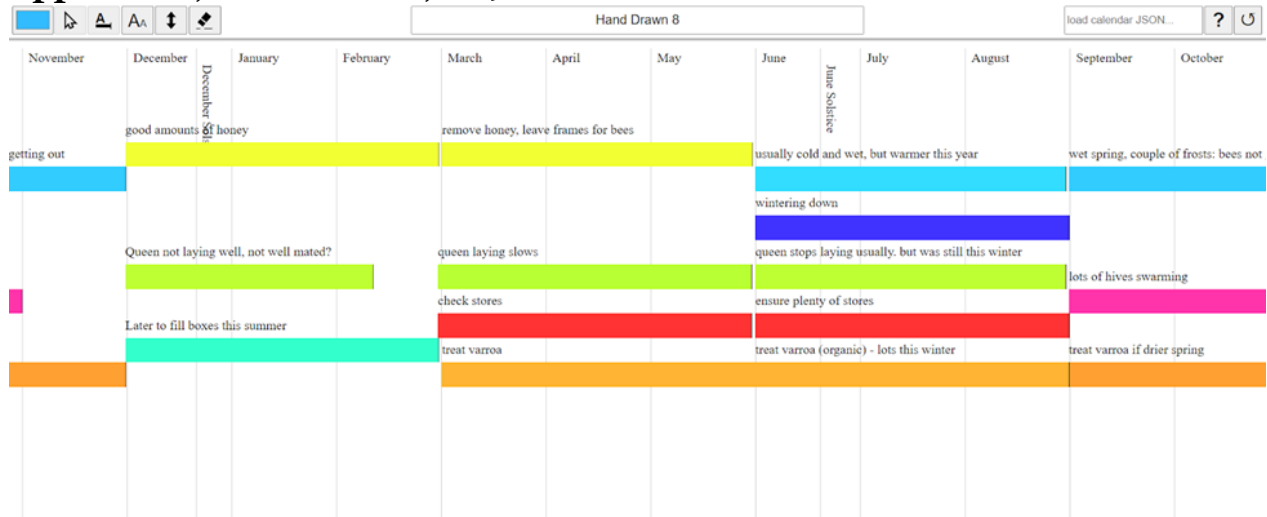 Hand Drawn 8
load calendar JSON...
?
November
December
January
February
March
April
May
June
July
August
September
October
December Sols
June Solstice
good amounts of honey
remove honey, leave frames for bees
getting out
usually cold and wet, but warmer this year
wet spring, couple of frosts: bees not
wintering down
Queen not laying well, not well mated?
queen laying slows
queen stops laying usually. but was still this winter
lots of hives swarming
check stores
ensure plenty of stores
Later to fill boxes this summer
treat varroa
treat varroa (organic) - lots this winter
treat varroa if drier spring